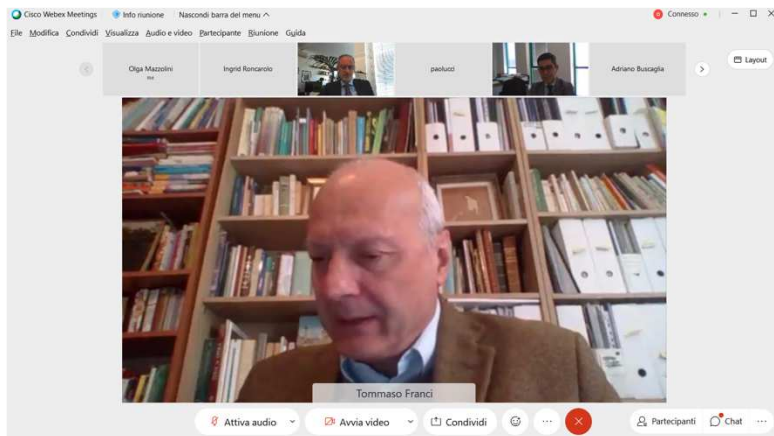 Cisco Webex Meetings Info riunione Nascondi barra del menu Connesso
File Modifica Condividi Visualizza Audio e video Partecipante Riunione Guida
Olga Mazzolini Ingrid Roncarolo paolucci Adriano Buscaglia
Layout
Tommaso Franci
Attiva audio Avvia video Condividi Partecipanti Chat